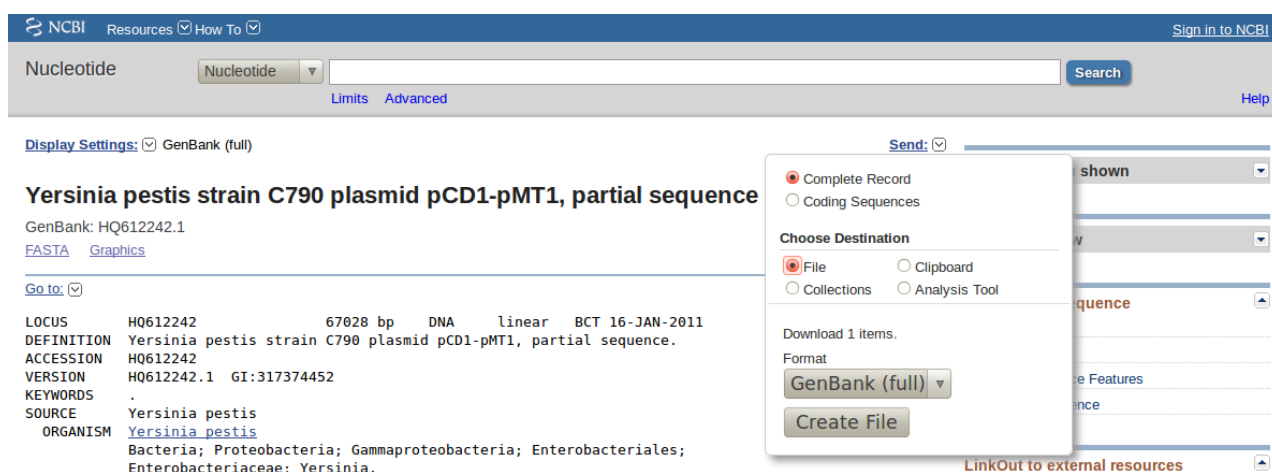 NCBI Resources How To Sign in to NCBI
Nucleotide Nucleotide Search
Limits Advanced Help
Display Settings: GenBank (full) Send:
Yersinia pestis strain C790 plasmid pCD1-pMT1, partial sequence
GenBank: HQ612242.1
FASTA Graphics
Go to:
LOCUS HQ612242 67028 bp DNA linear BCT 16-JAN-2011
DEFINITION Yersinia pestis strain C790 plasmid pCD1-pMT1, partial sequence.
ACCESSION HQ612242
VERSION HQ612242.1 GI:317374452
KEYWORDS .
SOURCE Yersinia pestis
ORGANISM Yersinia pestis
Bacteria; Proteobacteria; Gammaproteobacteria; Enterobacteriales;
Enterobacteriaceae; Yersinia.
Complete Record
Coding Sequences
Choose Destination
File Clipboard
Collections Analysis Tool
Download 1 items.
Format
GenBank (full)
Create File
shown
quence
Features
LinkOut to external resources